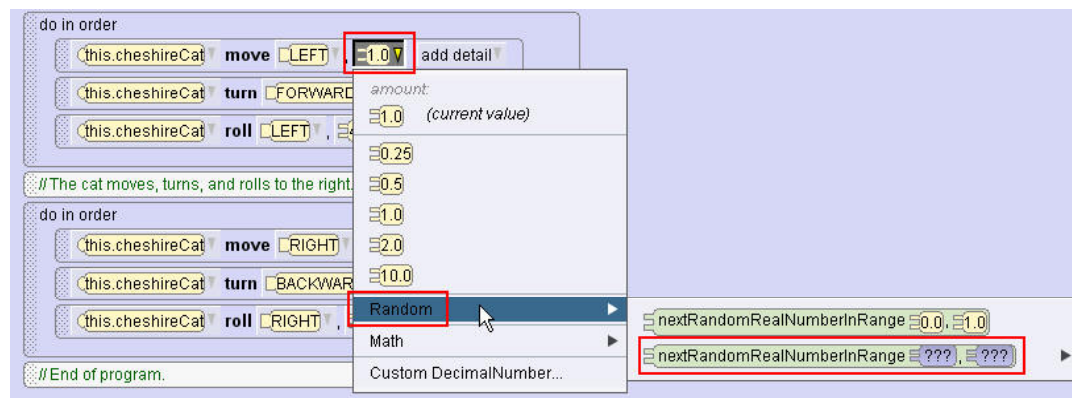 do in order
this.cheshireCat move LEFT , 1.0 add detail
this.cheshireCat turn FORWARD
this.cheshireCat roll LEFT ,
amount:
1.0 (current value)
0.25
0.5
1.0
2.0
10.0
Random
Math
Custom DecimalNumber...
//The cat moves, turns, and rolls to the right.
do in order
this.cheshireCat move RIGHT
this.cheshireCat turn BACKWAR
this.cheshireCat roll RIGHT ,
//End of program.
nextRandomRealNumberInRange 0.0, 1.0
nextRandomRealNumberInRange ???, ???